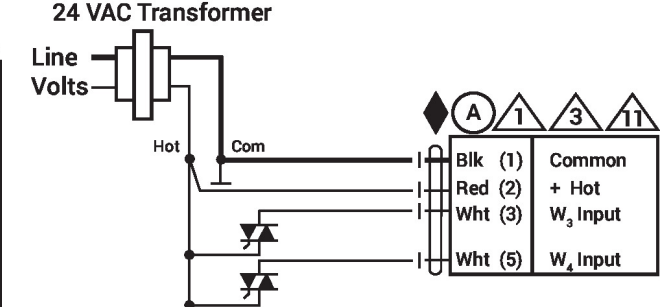 24 VAC Transformer
Line
Volts
Hot
Com
A 1 3 11
Blk (1) Common
Red (2) + Hot
Wht (3) W₃ Input
Wht (5) W₄ Input